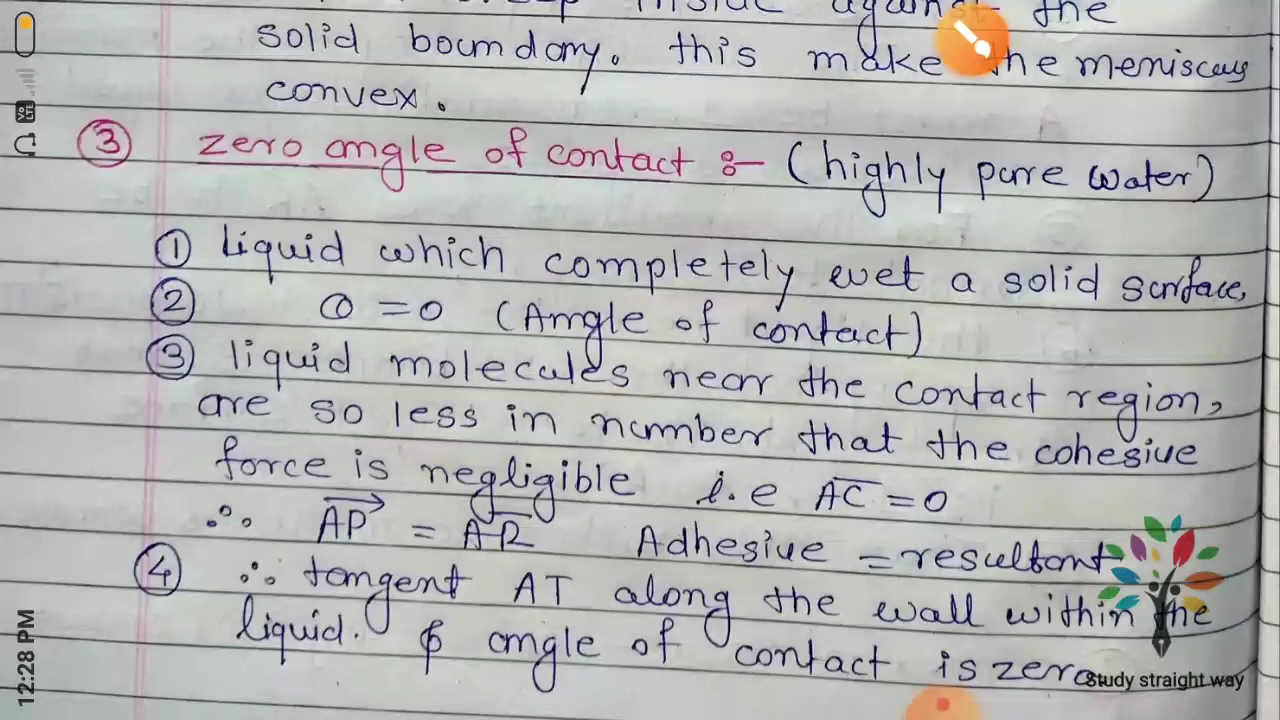 inside against the
solid boundary. this make the meniscus
convex.
③ zero angle of contact :- (highly pure water)
① liquid which completely wet a solid surface,
② θ = 0 (Angle of contact)
③ liquid molecules near the contact region,
are so less in number that the cohesive
force is negligible i.e AC = 0
∴ AP = AR Adhesive = resultant
④ ∴ tangent AT along the wall within the
liquid. & angle of contact is zero.
study straight way
12:28 PM